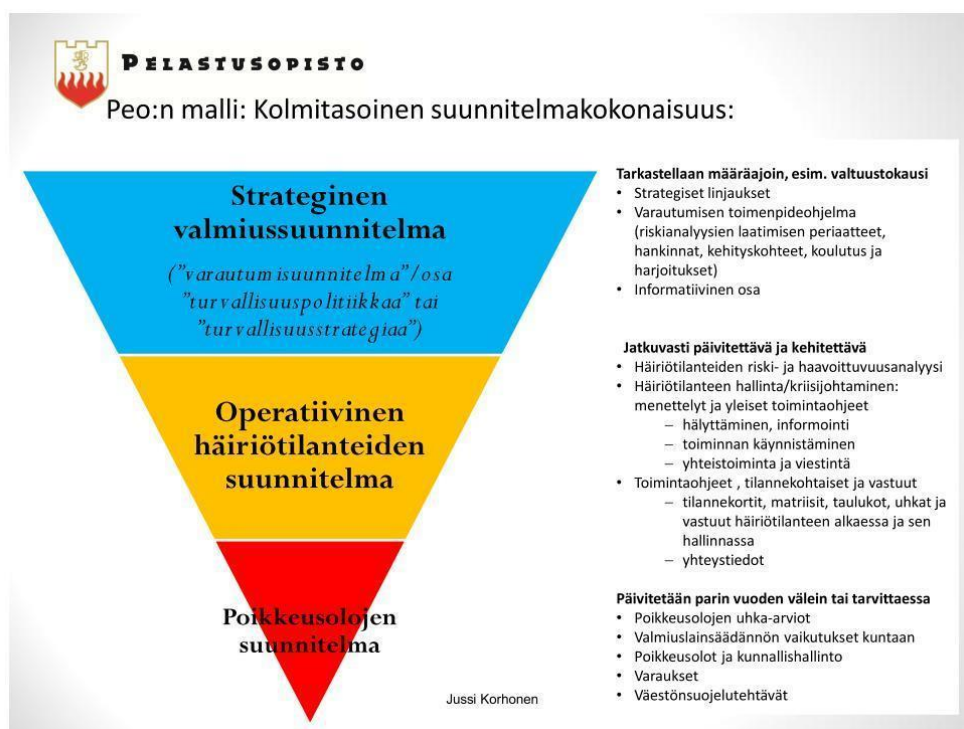 PELASTUSOPISTO
Peo:n malli: Kolmitasoinen suunnitelmakokonaisuus:
Strateginen
valmiussuunnitelma
("varautumisuunnitelma"/osa
"turvallisuuspolitiikkaa" tai
"turvallisuusstrategiaa")
Operatiivinen
häiriötilanteiden
suunnitelma
Poikkeusolojen
suunnitelma
Tarkastellaan määräajoin, esim. valtuustokausi
• Strategiset linjaukset
• Varautumisen toimenpideohjelma
(riskianalyysien laatimisen periaatteet,
hankinnat, kehityskohteet, koulutus ja
harjoitukset)
• Informatiivinen osa
Jatkuvasti päivitettävä ja kehitettävä
• Häiriötilanteiden riski- ja haavoittuvuusanalyysi
• Häiriötilanteen hallinta/kriisijohtaminen:
menettelyt ja yleiset toimintaohjeet
– hälyttäminen, informointi
– toiminnan käynnistäminen
– yhteistoiminta ja viestintä
• Toimintaohjeet , tilannekohtaiset ja vastuut
– tilannekortit, matriisit, taulukot, uhkat ja
vastuut häiriötilanteen alkaessa ja sen
hallinnassa
– yhteystiedot
Päivitetään parin vuoden välein tai tarvittaessa
• Poikkeusolojen uhka-arviot
• Valmiuslainsäädännön vaikutukset kuntaan
• Poikkeusolot ja kunnallishallinto
• Varaukset
• Väestönsuojelutehtävät
Jussi Korhonen